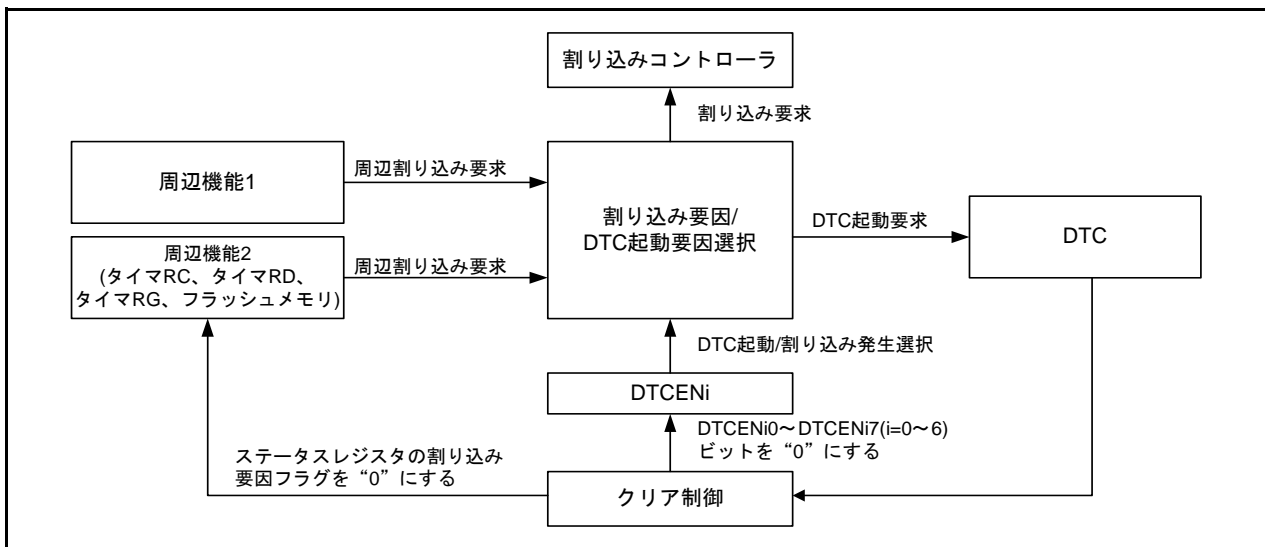 割り込みコントローラ
割り込み要求
周辺機能1
周辺割り込み要求
割り込み要因/
DTC起動要因選択
DTC起動要求
DTC
周辺機能2
(タイマRC、タイマRD、
タイマRG、フラッシュメモリ)
周辺割り込み要求
DTC起動/割り込み発生選択
DTCENi
DTCENi0～DTCENi7(i=0～6)
ビットを“0”にする
ステータスレジスタの割り込み
要因フラグを“0”にする
クリア制御